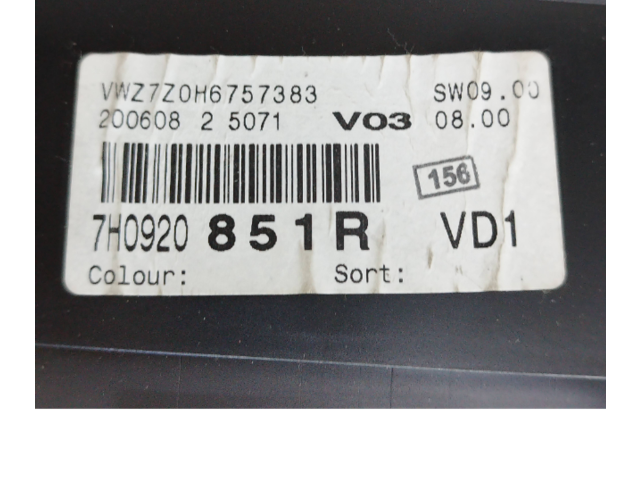 VWZ7Z0H6757383 SW09.00
200608 2 5071 V03 08.00
156
7H0920 851R VD1
Colour: Sort: